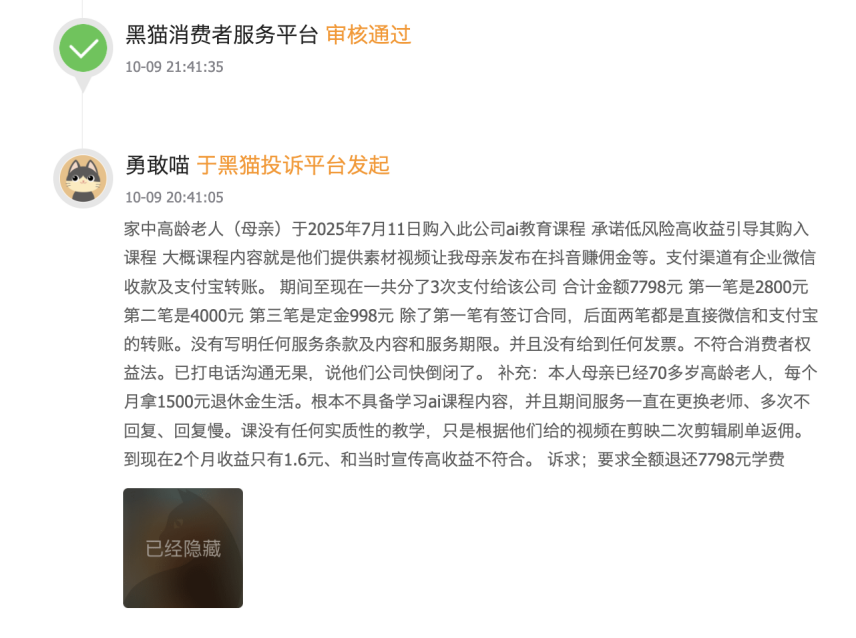 黑猫消费者服务平台 审核通过
10-09 21:41:35
勇敢喵 于黑猫投诉平台发起
10-09 20:41:05
家中高龄老人（母亲）于2025年7月11日购入此公司ai教育课程 承诺低风险高收益引导其购入
课程 大概课程内容就是他们提供素材视频让我母亲发布在抖音赚佣金等。支付渠道有企业微信
收款及支付宝转账。 期间至现在一共分了3次支付给该公司 合计金额7798元 第一笔是2800元
第二笔是4000元 第三笔是定金998元 除了第一笔有签订合同，后面两笔都是直接微信和支付宝
的转账。没有写明任何服务条款及内容和服务期限。并且没有给到任何发票。不符合消费者权
益法。已打电话沟通无果，说他们公司快倒闭了。 补充：本人母亲已经70多岁高龄老人，每个
月拿1500元退休金生活。根本不具备学习ai课程内容，并且期间服务一直在更换老师、多次不
回复、回复慢。课没有任何实质性的教学，只是根据他们给的视频在剪映二次剪辑刷单返佣。
到现在2个月收益只有1.6元、和当时宣传高收益不符合。 诉求；要求全额退还7798元学费
已经隐藏